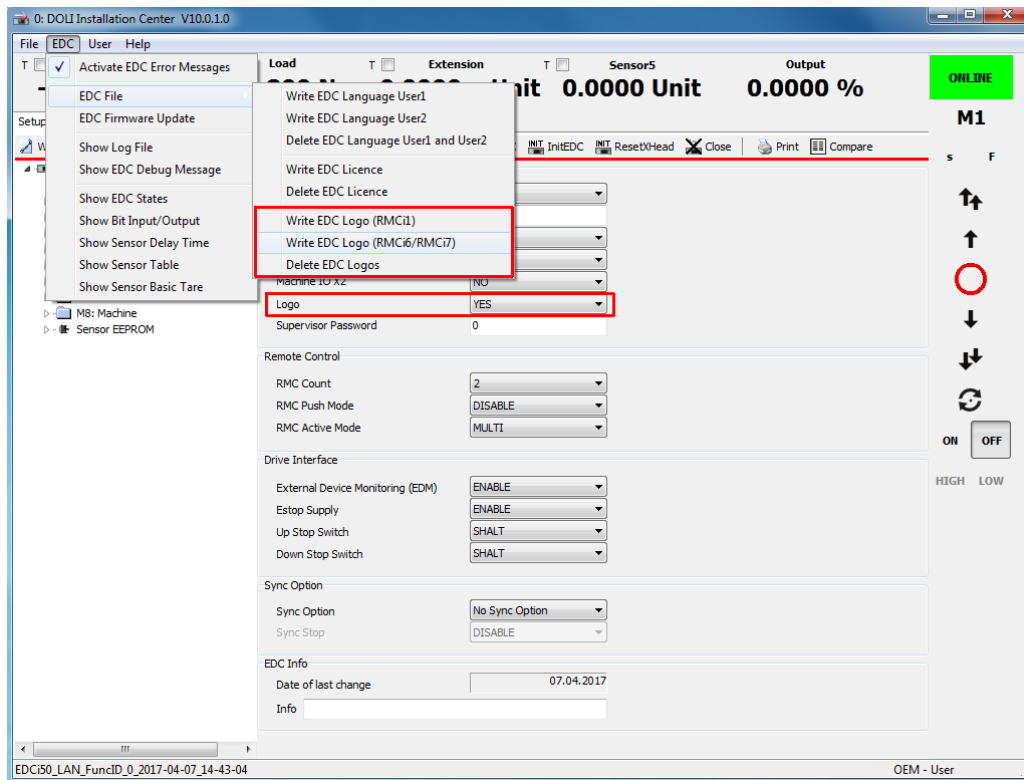 0: DOLI Installation Center V10.0.1.0
File EDC User Help
T Load T Extension T Sensor5 Output
Unit 0.0000 Unit 0.0000 %
ONLINE
M1
s F
Activate EDC Error Messages
EDC File
EDC Firmware Update
Show Log File
Show EDC Debug Message
Show EDC States
Show Bit Input/Output
Show Sensor Delay Time
Show Sensor Table
Show Sensor Basic Tare
Write EDC Language User1
Write EDC Language User2
Delete EDC Language User1 and User2
Write EDC Licence
Delete EDC Licence
Write EDC Logo (RMCi1)
Write EDC Logo (RMCi6/RMCi7)
Delete EDC Logos
Setup
INIT InitEDC INIT ResetXHead Close Print Compare
M8: Machine
Sensor EEPROM
Machine IO X2 NO
Logo YES
Supervisor Password 0
Remote Control
RMC Count 2
RMC Push Mode DISABLE
RMC Active Mode MULTI
Drive Interface
External Device Monitoring (EDM) ENABLE
Estop Supply ENABLE
Up Stop Switch SHALT
Down Stop Switch SHALT
Sync Option
Sync Option No Sync Option
Sync Stop DISABLE
EDC Info
Date of last change 07.04.2017
Info
ON OFF
HIGH LOW
EDCi50_LAN_FuncID_0_2017-04-07_14-43-04
OEM - User